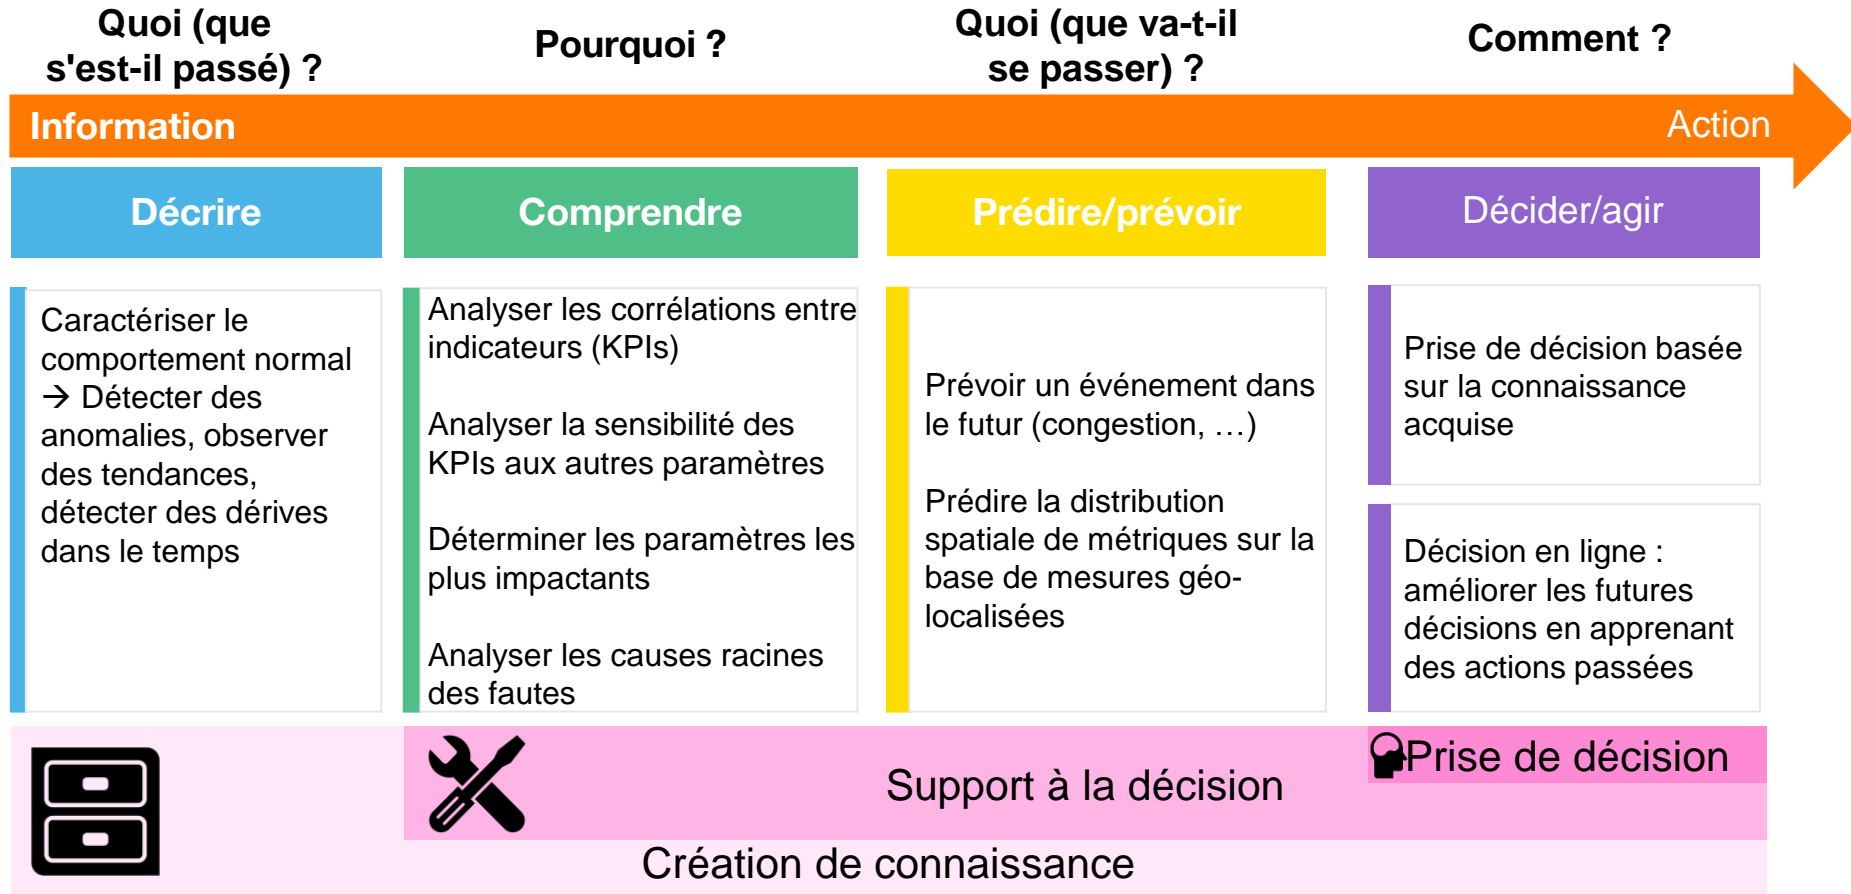 Quoi (que
s'est-il passé) ?
Pourquoi ?
Quoi (que va-t-il
se passer) ?
Comment ?
Information
Action
Décrire
Comprendre
Prédire/prévoir
Décider/agir
Caractériser le
comportement normal
→ Détecter des
anomalies, observer
des tendances,
détecter des dérives
dans le temps
Analyser les corrélations entre
indicateurs (KPIs)
Analyser la sensibilité des
KPIs aux autres paramètres
Déterminer les paramètres les
plus impactants
Analyser les causes racines
des fautes
Prévoir un événement dans
le futur (congestion, …)
Prédire la distribution
spatiale de métriques sur la
base de mesures géo-
localisées
Prise de décision basée
sur la connaissance
acquise
Décision en ligne :
améliorer les futures
décisions en apprenant
des actions passées
Prise de décision
Support à la décision
Création de connaissance